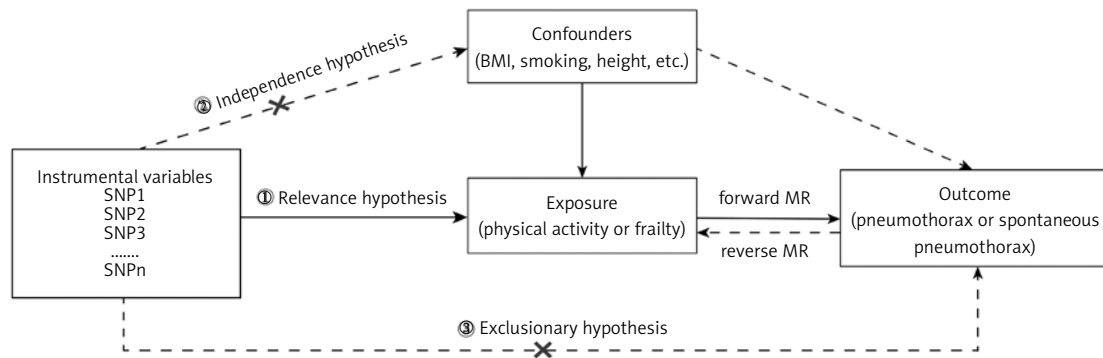 Confounders
(BMI, smoking, height, etc.)
② Independence hypothesis
Instrumental variables
SNP1
SNP2
SNP3
.......
SNPn
① Relevance hypothesis
Exposure
(physical activity or frailty)
forward MR
reverse MR
Outcome
(pneumothorax or spontaneous
pneumothorax)
③ Exclusionary hypothesis